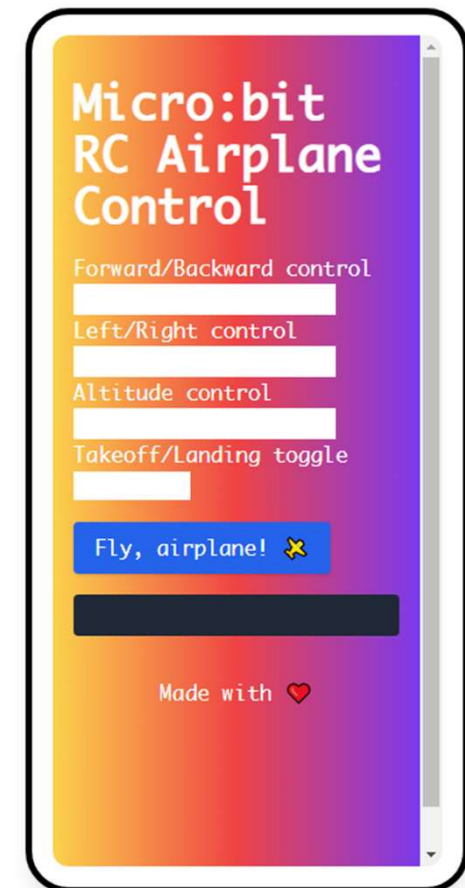 Micro:bit
RC Airplane
Control
Forward/Backward control
Left/Right control
Altitude control
Takeoff/Landing toggle
Fly, airplane! ✈
Made with ❤